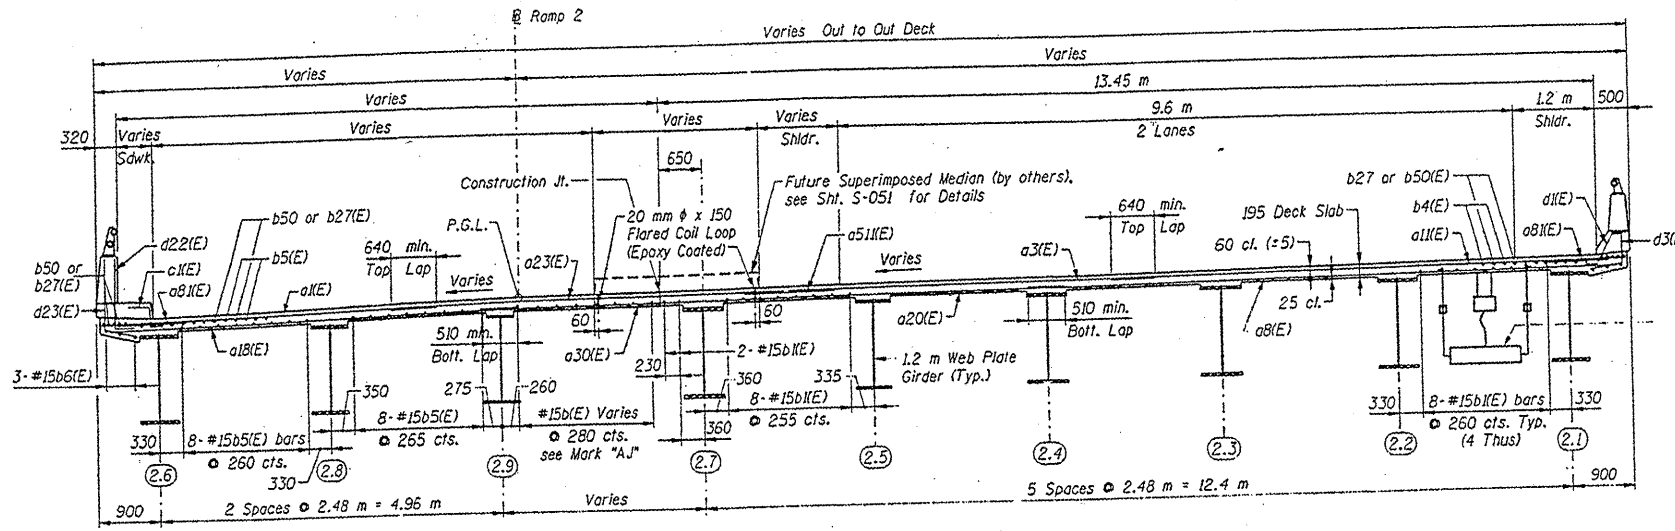 ℄ Ramp 2
Varies Out to Out Deck
Varies
Varies
Varies
13.45 m
320
Varies
Sdwk.
Varies
Varies
Varies
Shldr.
9.6 m
2 Lanes
1.2 m
Shldr.
500
650
Construction Jt.
Future Superimposed Median (by others),
see Sht. S-051 for Details
b27 or b50(E)
b50 or b27(E)
P.G.L.
20 mm ϕ x 150
Flared Coil Loop
(Epoxy Coated)
a511(E)
640 min.
Top Lap
195 Deck Slab
b4(E)
d1(E)
d22(E)
b5(E)
640 min.
Top Lap
a23(E)
a3(E)
60 cl. (±5)
a11(E)
a81(E)
b50 or
b27(E)
c1(E)
a81(E)
a1(E)
Varies
Varies
d23(E)
60
60
25 cl.
a18(E)
510 min.
Bott. Lap
a30(E)
a20(E)
510 min.
Bott. Lap
a8(E)
2-#15b1(E)
230
1.2 m Web Plate
Girder (Typ.)
3-#15b6(E)
350
275
260
360
335
8-#15b5(E)
@ 265 cts.
#15b(E) Varies
@ 280 cts.
see Mark "AJ"
360
8-#15b1(E)
@ 255 cts.
330
8-#15b1(E) bars
@ 260 cts. Typ.
(4 Thus)
330
330
8-#15b5(E) bars
@ 260 cts.
330
2.6
2.8
2.9
2.7
2.5
2.4
2.3
2.2
2.1
900
2 Spaces @ 2.48 m = 4.96 m
Varies
5 Spaces @ 2.48 m = 12.4 m
900